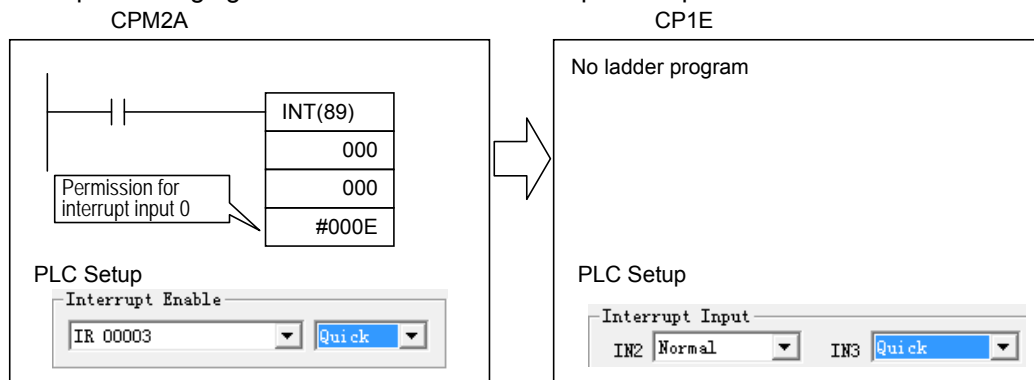 CPM2A
INT(89)
000
000
#000E
Permission for
interrupt input 0
PLC Setup
Interrupt Enable
IR 00003 Quick
CP1E
No ladder program
PLC Setup
Interrupt Input
IN2 Normal IN3 Quick